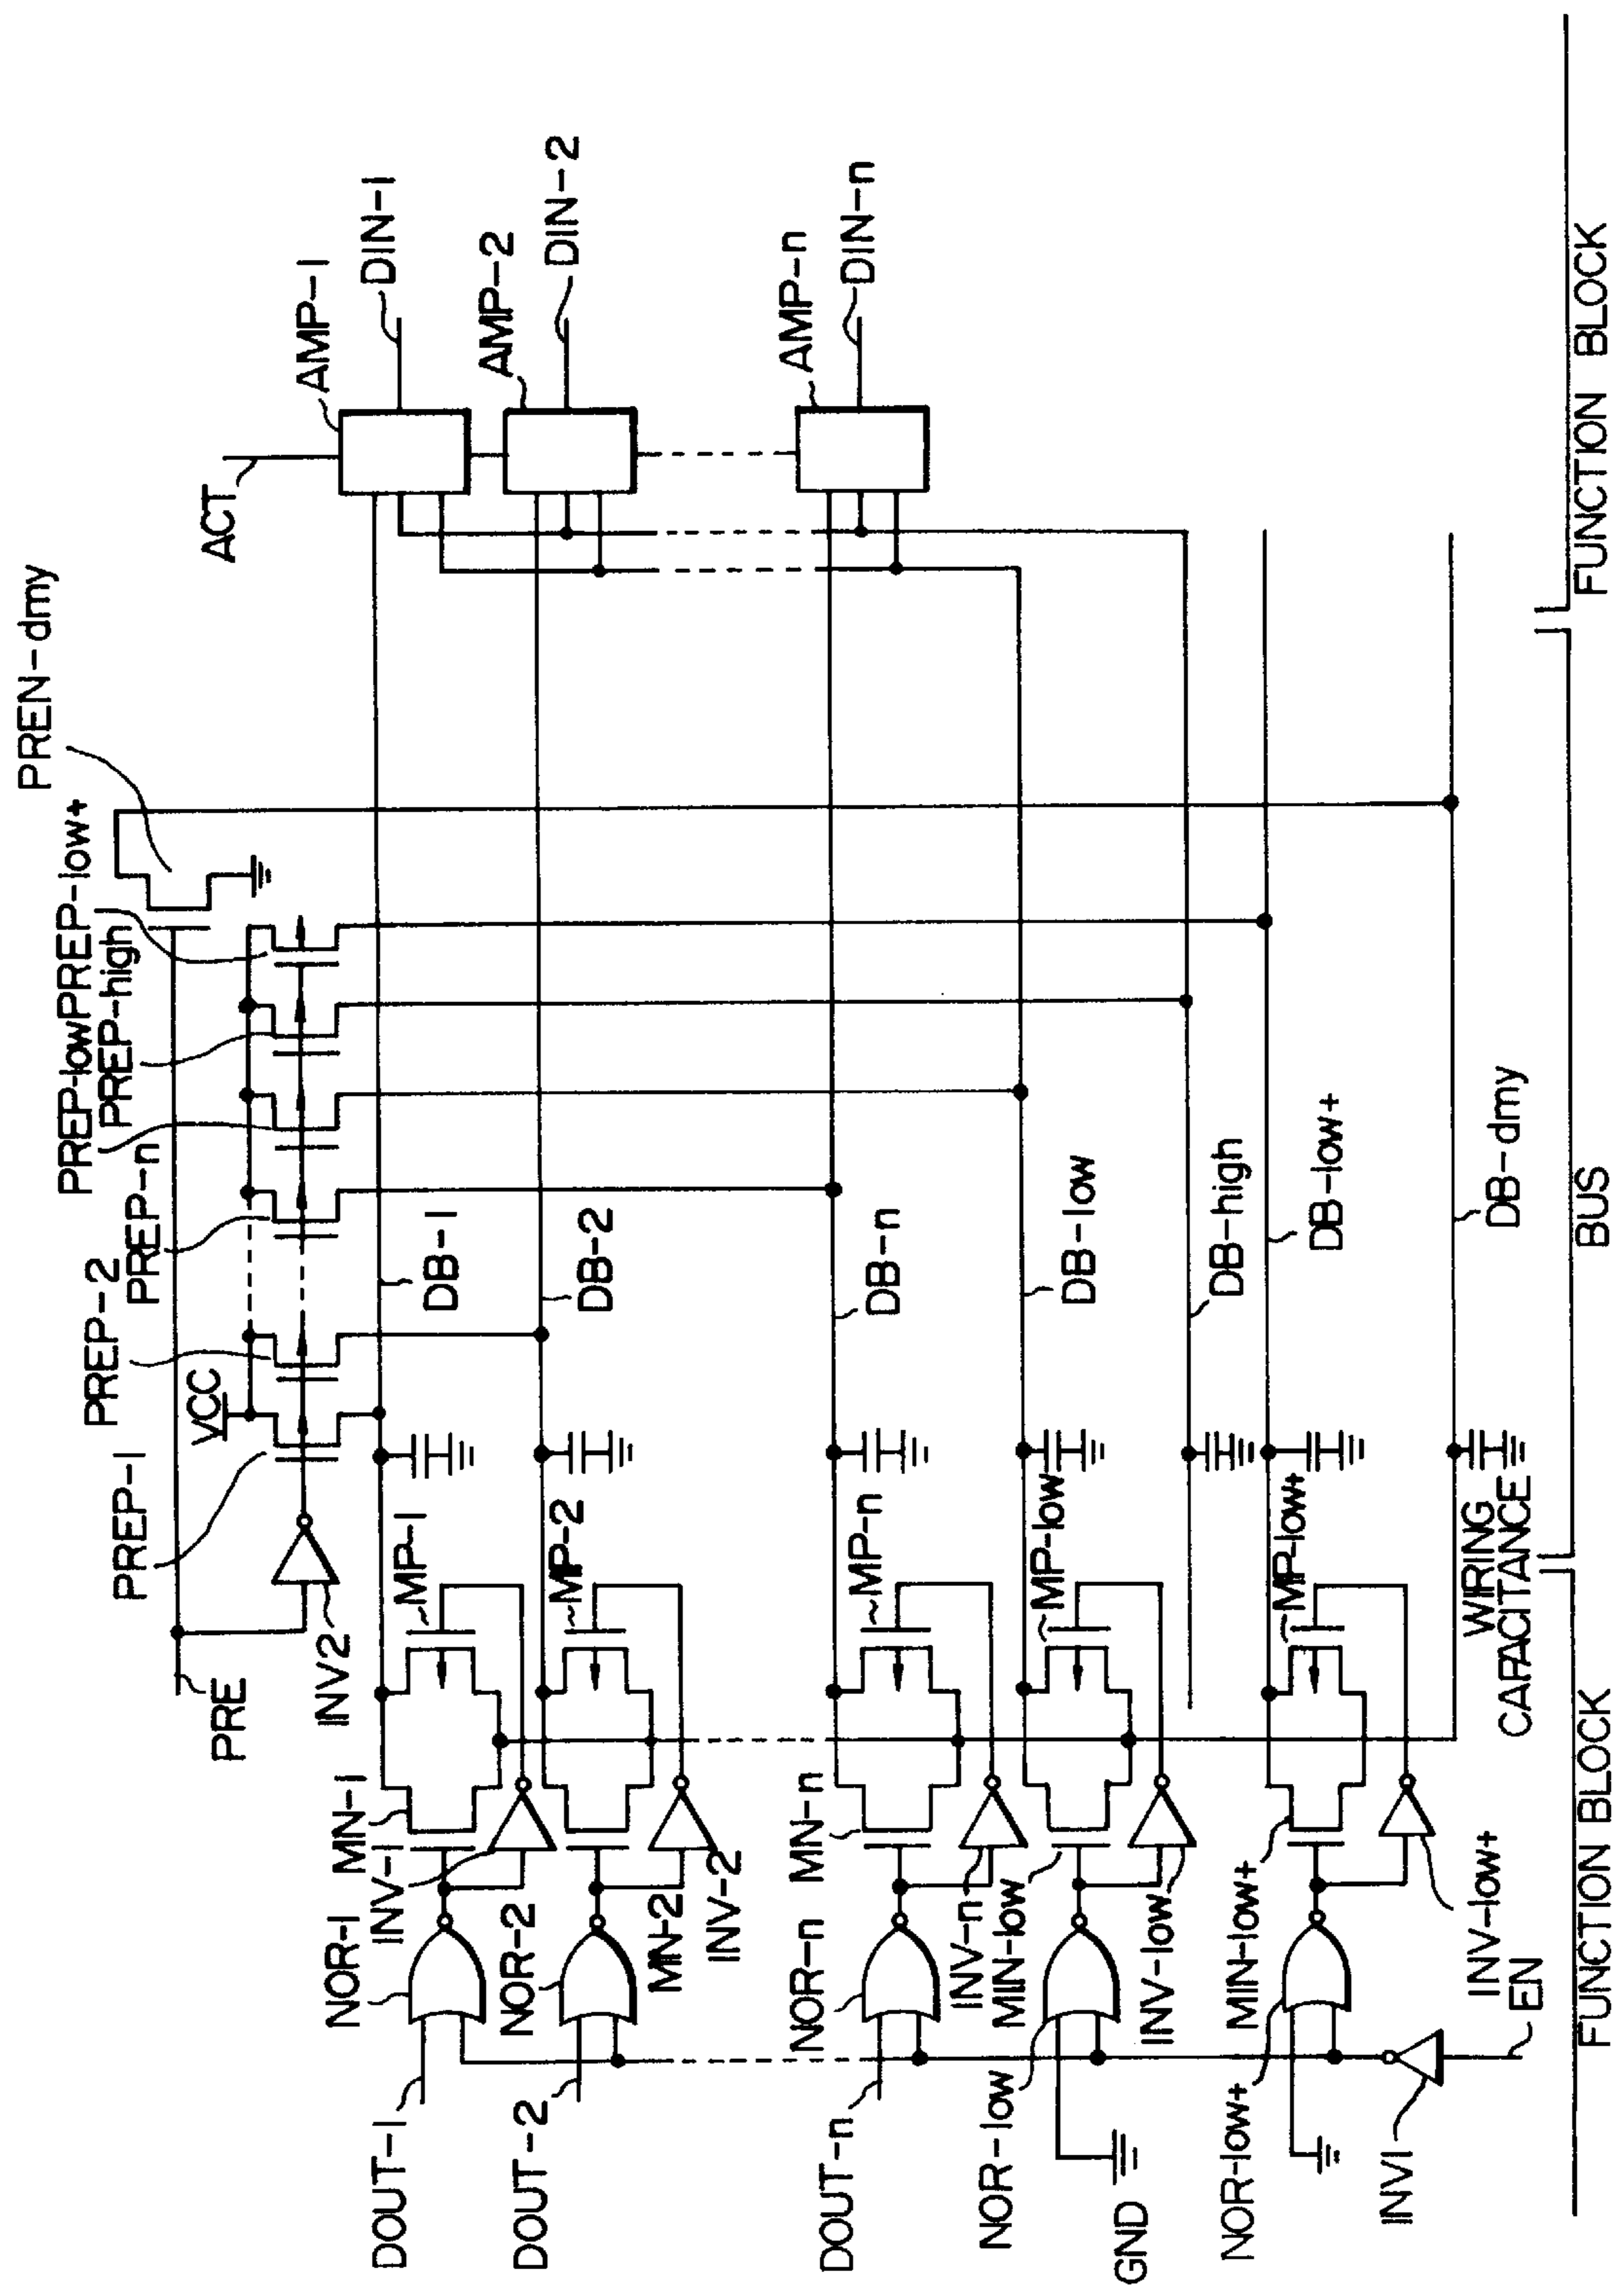 PREN-dmy
PREP-low+
PREP-high
PREP-low
PREP-n
PREP-2
VCC
PREP-1
INV2
PRE
ACT
AMP-1
DIN-1
AMP-2
DIN-2
AMP-n
DIN-n
DB-1
DB-2
DB-n
DB-low
DB-high
DB-low+
DB-dmy
MP-1
MP-2
MP-n
MP-low
MP-low+
WIRING
CAPACITANCE
MN-1
INV-1
NOR-1
NOR-2
MN-2
INV-2
MN-n
NOR-n
INV-n
MIN-low
INV-low
NOR-low
MIN-low+
INV-low+
NOR-low+
EN
INV1
DOUT-1
DOUT-2
DOUT-n
GND
FUNCTION BLOCK
BUS
FUNCTION BLOCK